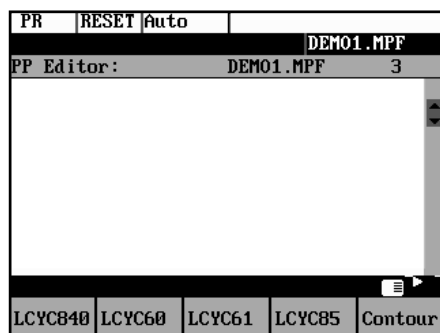 PR RESET Auto
DEMO1.MPF
PP Editor: DEMO1.MPF 3
LCYC840 LCYC60 LCYC61 LCYC85 Contour